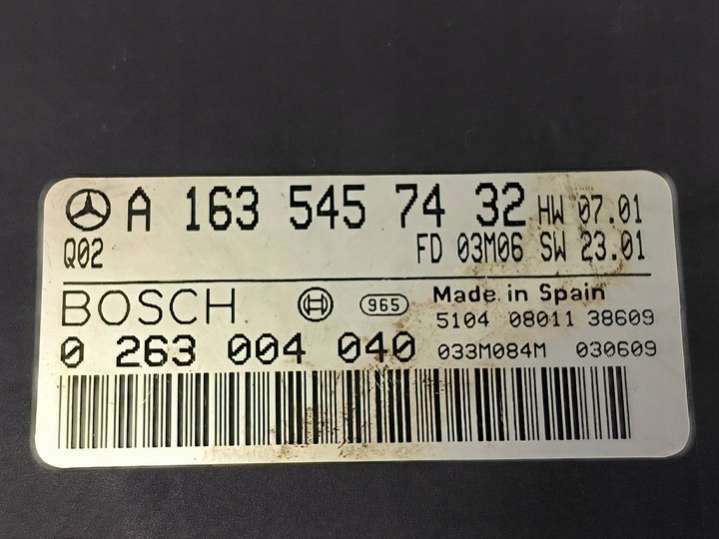 A 163 545 74 32 HW 07.01
Q02 FD 03M06 SW 23.01
BOSCH 965 Made in Spain
5104 08011 38609
0 263 004 040 033M084M 030609